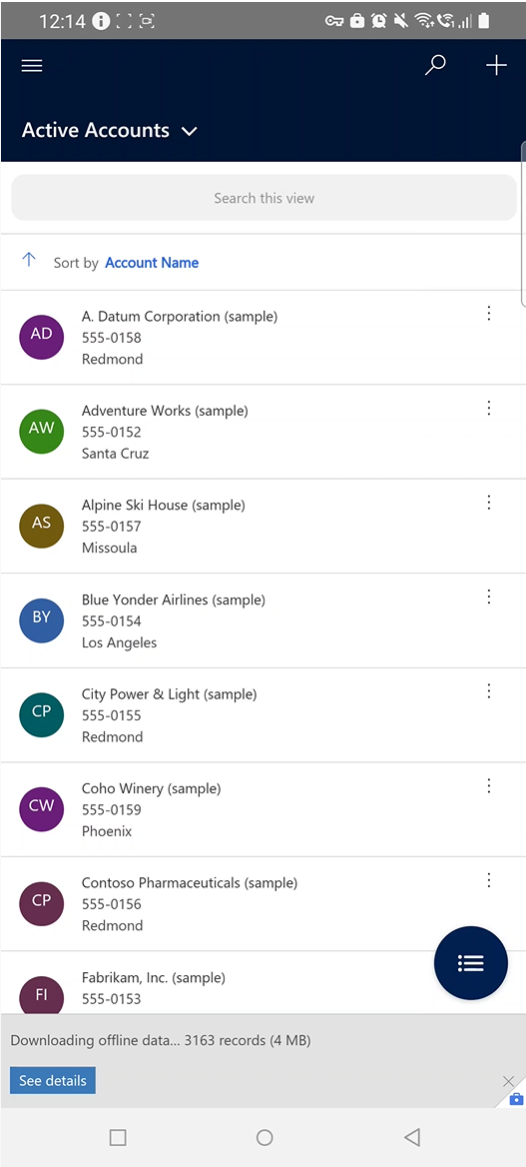 12:14
Active Accounts
Search this view
Sort by Account Name
AD
A. Datum Corporation (sample)
555-0158
Redmond
AW
Adventure Works (sample)
555-0152
Santa Cruz
AS
Alpine Ski House (sample)
555-0157
Missoula
BY
Blue Yonder Airlines (sample)
555-0154
Los Angeles
CP
City Power & Light (sample)
555-0155
Redmond
CW
Coho Winery (sample)
555-0159
Phoenix
CP
Contoso Pharmaceuticals (sample)
555-0156
Redmond
FI
Fabrikam, Inc. (sample)
555-0153
Downloading offline data... 3163 records (4 MB)
See details